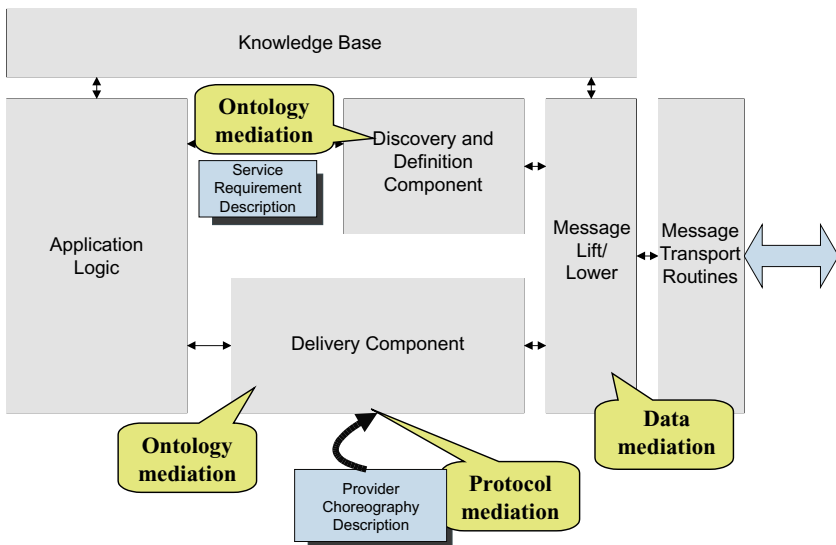 Knowledge Base
Ontology
mediation
Discovery and
Definition
Component
Service
Requirement
Description
Application
Logic
Message
Lift/
Lower
Message
Transport
Routines
Delivery Component
Ontology
mediation
Data
mediation
Provider
Choreography
Description
Protocol
mediation